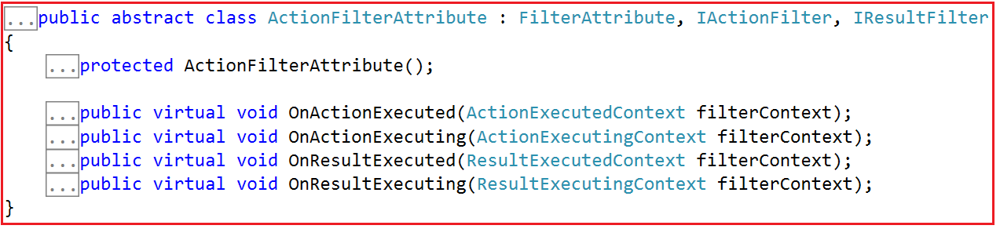 ...public abstract class ActionFilterAttribute : FilterAttribute, IActionFilter, IResultFilter
{
...protected ActionFilterAttribute();
...public virtual void OnActionExecuted(ActionExecutedContext filterContext);
...public virtual void OnActionExecuting(ActionExecutingContext filterContext);
...public virtual void OnResultExecuted(ResultExecutedContext filterContext);
...public virtual void OnResultExecuting(ResultExecutingContext filterContext);
}